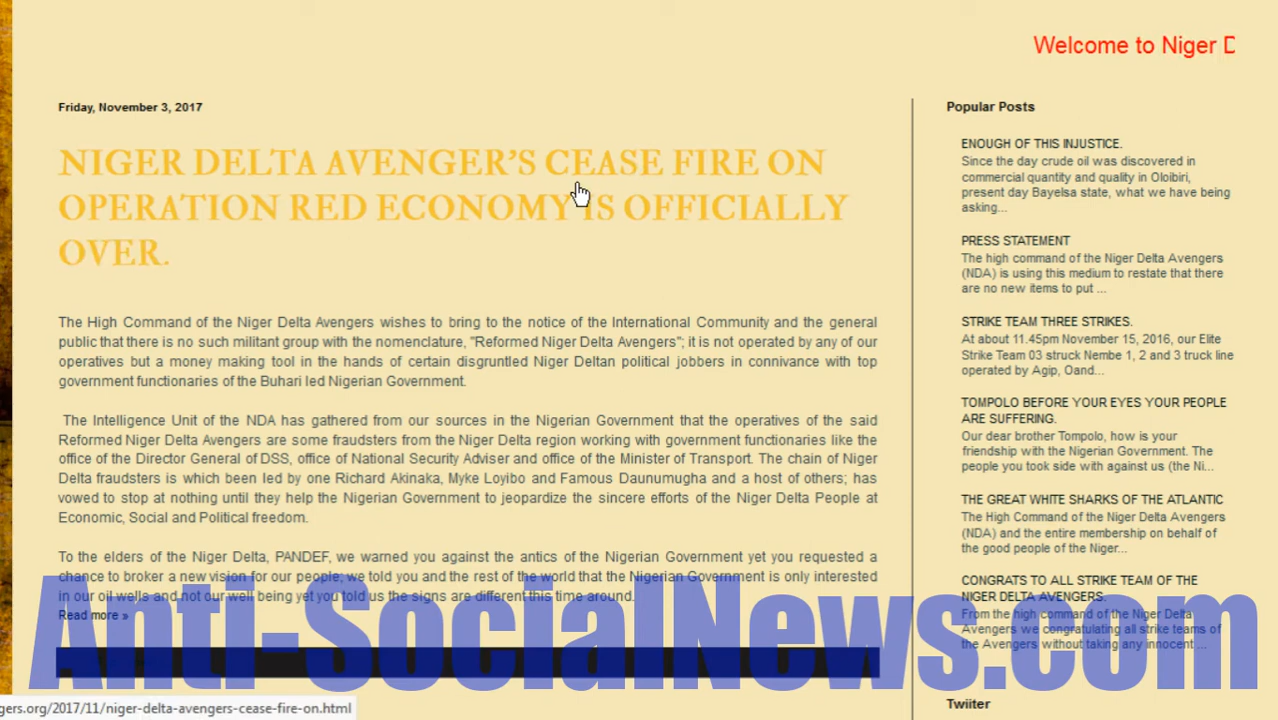 Welcome to Niger D
Friday, November 3, 2017
NIGER DELTA AVENGER'S CEASE FIRE ON
OPERATION RED ECONOMY IS OFFICIALLY
OVER.
The High Command of the Niger Delta Avengers wishes to bring to the notice of the International Community and the general
public that there is no such militant group with the nomenclature, "Reformed Niger Delta Avengers"; it is not operated by any of our
operatives but a money making tool in the hands of certain disgruntled Niger Deltan political jobbers in connivance with top
government functionaries of the Buhari led Nigerian Government.
The Intelligence Unit of the NDA has gathered from our sources in the Nigerian Government that the operatives of the said
Reformed Niger Delta Avengers are some fraudsters from the Niger Delta region working with government functionaries like the
office of the Director General of DSS, office of National Security Adviser and office of the Minister of Transport. The chain of Niger
Delta fraudsters is which been led by one Richard Akinaka, Myke Loyibo and Famous Daunumugha and a host of others; has
vowed to stop at nothing until they help the Nigerian Government to jeopardize the sincere efforts of the Niger Delta People at
Economic, Social and Political freedom.
To the elders of the Niger Delta, PANDEF, we warned you against the antics of the Nigerian Government yet you requested a
chance to broker a new vision for our people; we told you and the rest of the world that the Nigerian Government is only interested
in our oil wells and not our well being yet you told us the signs are different this time around.
Read more »
Popular Posts
ENOUGH OF THIS INJUSTICE.
Since the day crude oil was discovered in
commercial quantity and quality in Oloibiri,
present day Bayelsa state, what we have being
asking...
PRESS STATEMENT
The high command of the Niger Delta Avengers
(NDA) is using this medium to restate that there
are no new items to put ...
STRIKE TEAM THREE STRIKES.
At about 11.45pm November 15, 2016, our Elite
Strike Team 03 struck Nembe 1, 2 and 3 truck line
operated by Agip, Oand...
TOMPOLO BEFORE YOUR EYES YOUR PEOPLE
ARE SUFFERING.
Our dear brother Tompolo, how is your
friendship with the Nigerian Government. The
people you took side with against us (the Ni...
THE GREAT WHITE SHARKS OF THE ATLANTIC
The High Command of the Niger Delta Avengers
(NDA) and the entire membership on behalf of
the good people of the Niger...
CONGRATS TO ALL STRIKE TEAM OF THE
NIGER DELTA AVENGERS.
From the high command of the Niger Delta
Avengers we congratulating all strike teams of
the Avengers without taking any innocent ...
Twiiter
Anti-SocialNews.com
gers.org/2017/11/niger-delta-avengers-cease-fire-on.html